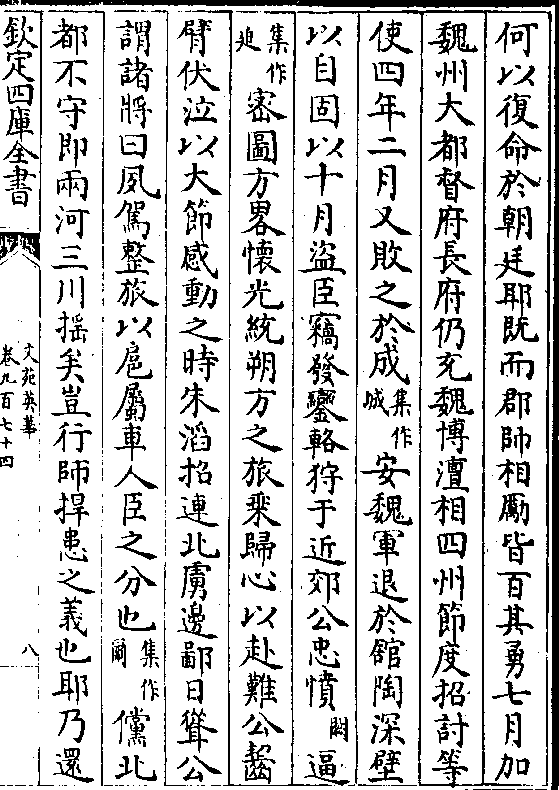 何以復命於朝廷耶既而郡帥相勵皆百其勇七月加
魏州大都督府長府仍充魏博澶相四州節度招討等
使四年二月又敗之於成集作城安魏軍退於舘陶深壁
以自固以十月盜臣竊發鑾輅狩于近郊公忠憤闕逼
集作迫密圖方畧懷光統朔方之旅乘歸心以赴難公齧
臂伏泣以大節感動之時朱滔招連北虜邊鄙日聳公
謂諸將曰夙駕整旅以扈屬車人臣之分也集作爾儻北
都不守即兩河三川揺矣豈行師捍患之義也耶乃還
欽定四庫全書
文苑英華
卷九百七十四
八